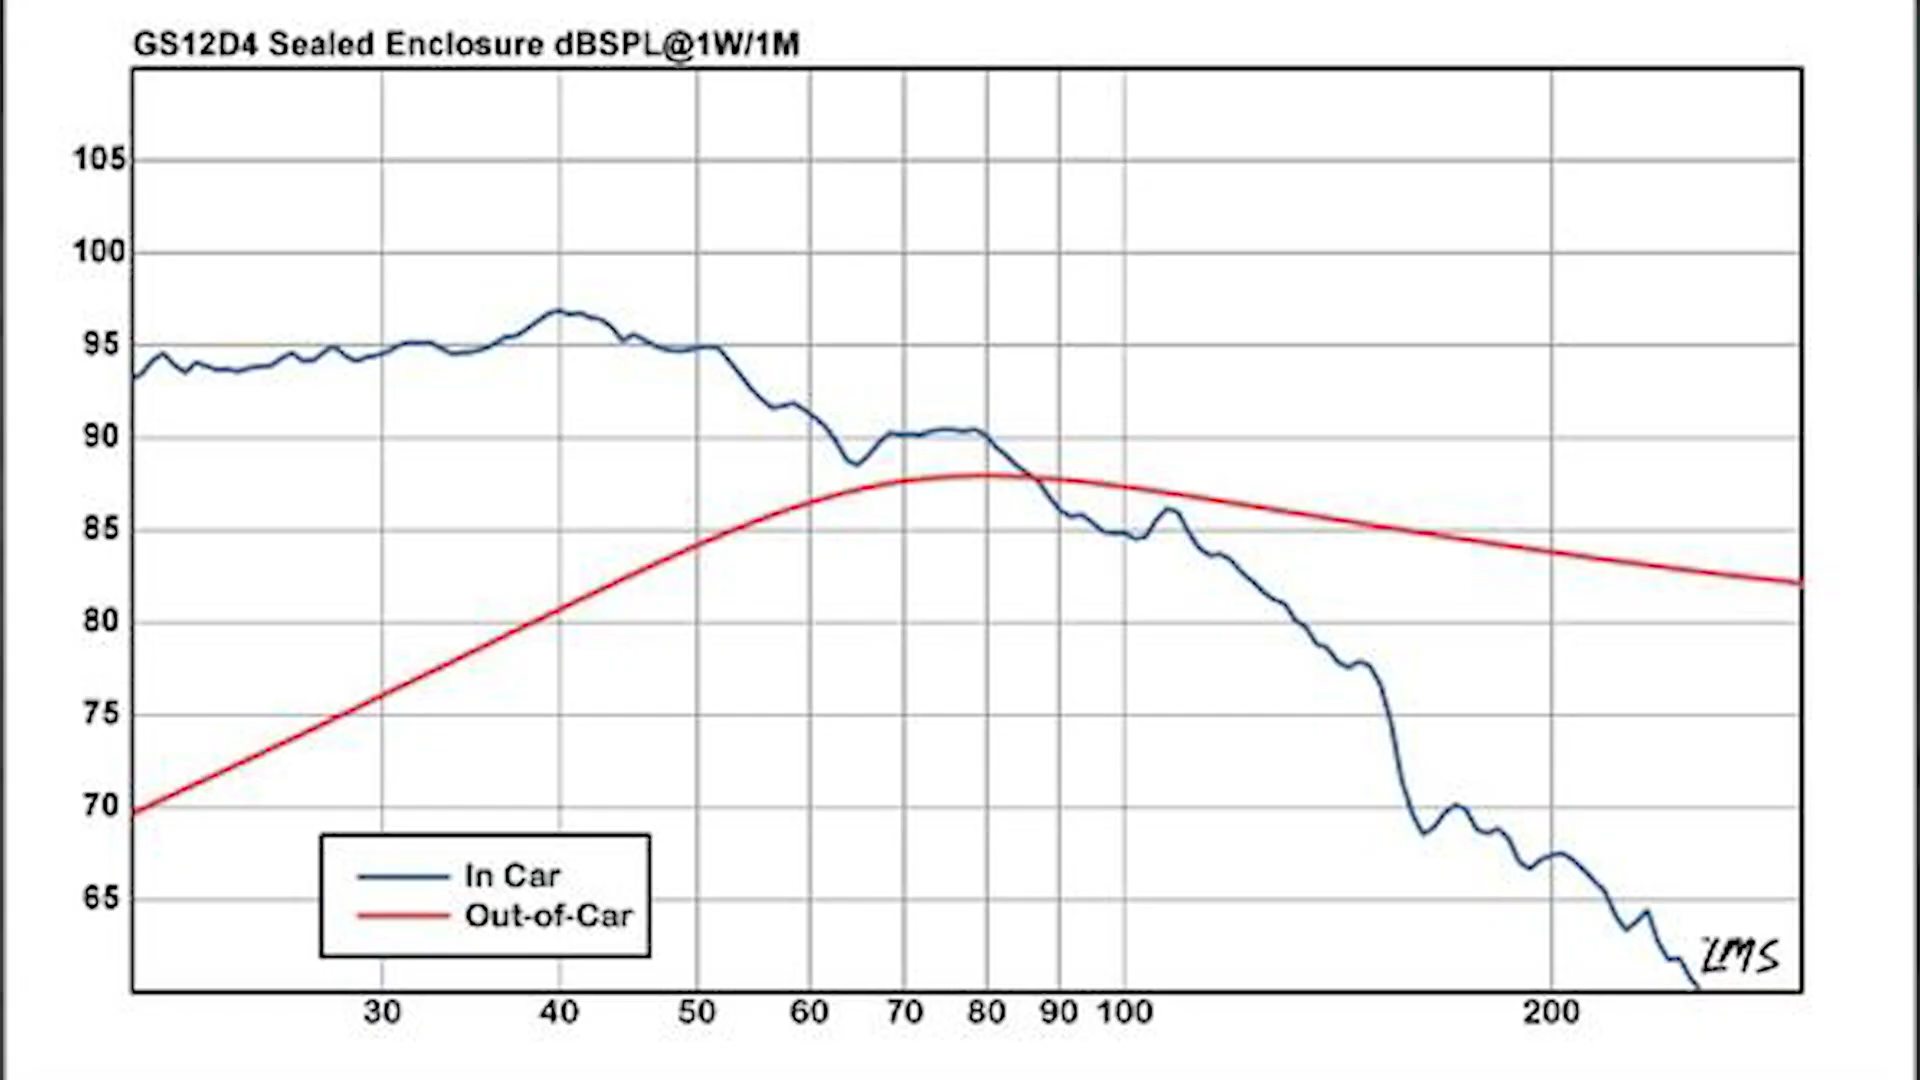 GS12D4 Sealed Enclosure dBSPL@1W/1M
105
100
95
90
85
80
75
70
65
In Car
Out-of-Car
LMS
30 40 50 60 70 80 90 100 200